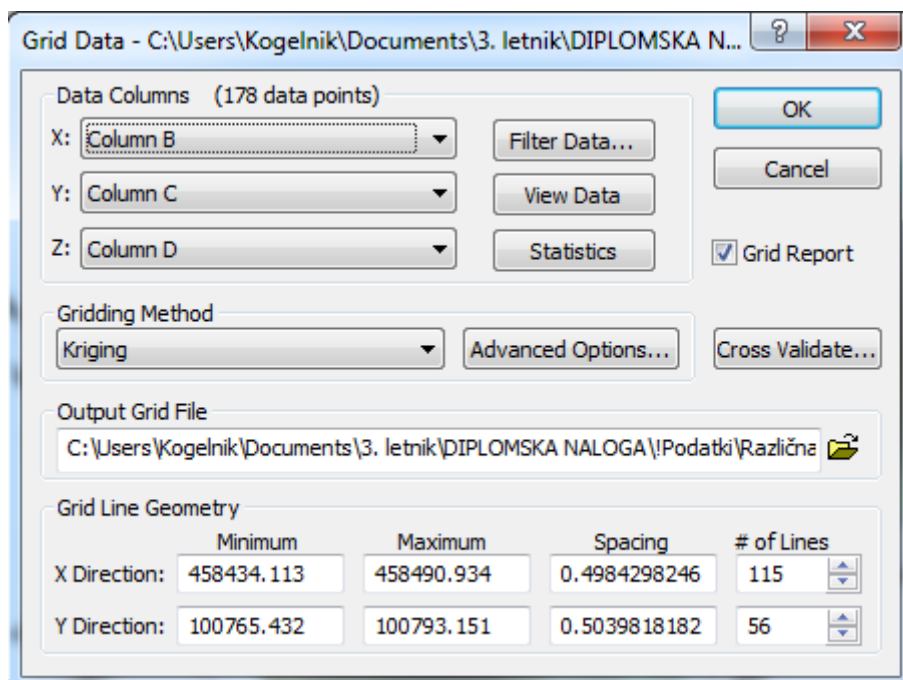 Grid Data - C:\Users\Kogelnik\Documents\3. letnik\DIPLOMSKA N...
Data Columns (178 data points)
OK
X: Column B
Filter Data...
Cancel
Y: Column C
View Data
Z: Column D
Statistics
Grid Report
Gridding Method
Kriging
Advanced Options...
Cross Validate...
Output Grid File
C:\Users\Kogelnik\Documents\3. letnik\DIPLOMSKA NALOGA\!Podatki\Različna
Grid Line Geometry
Minimum Maximum Spacing # of Lines
X Direction: 458434.113 458490.934 0.4984298246 115
Y Direction: 100765.432 100793.151 0.5039818182 56